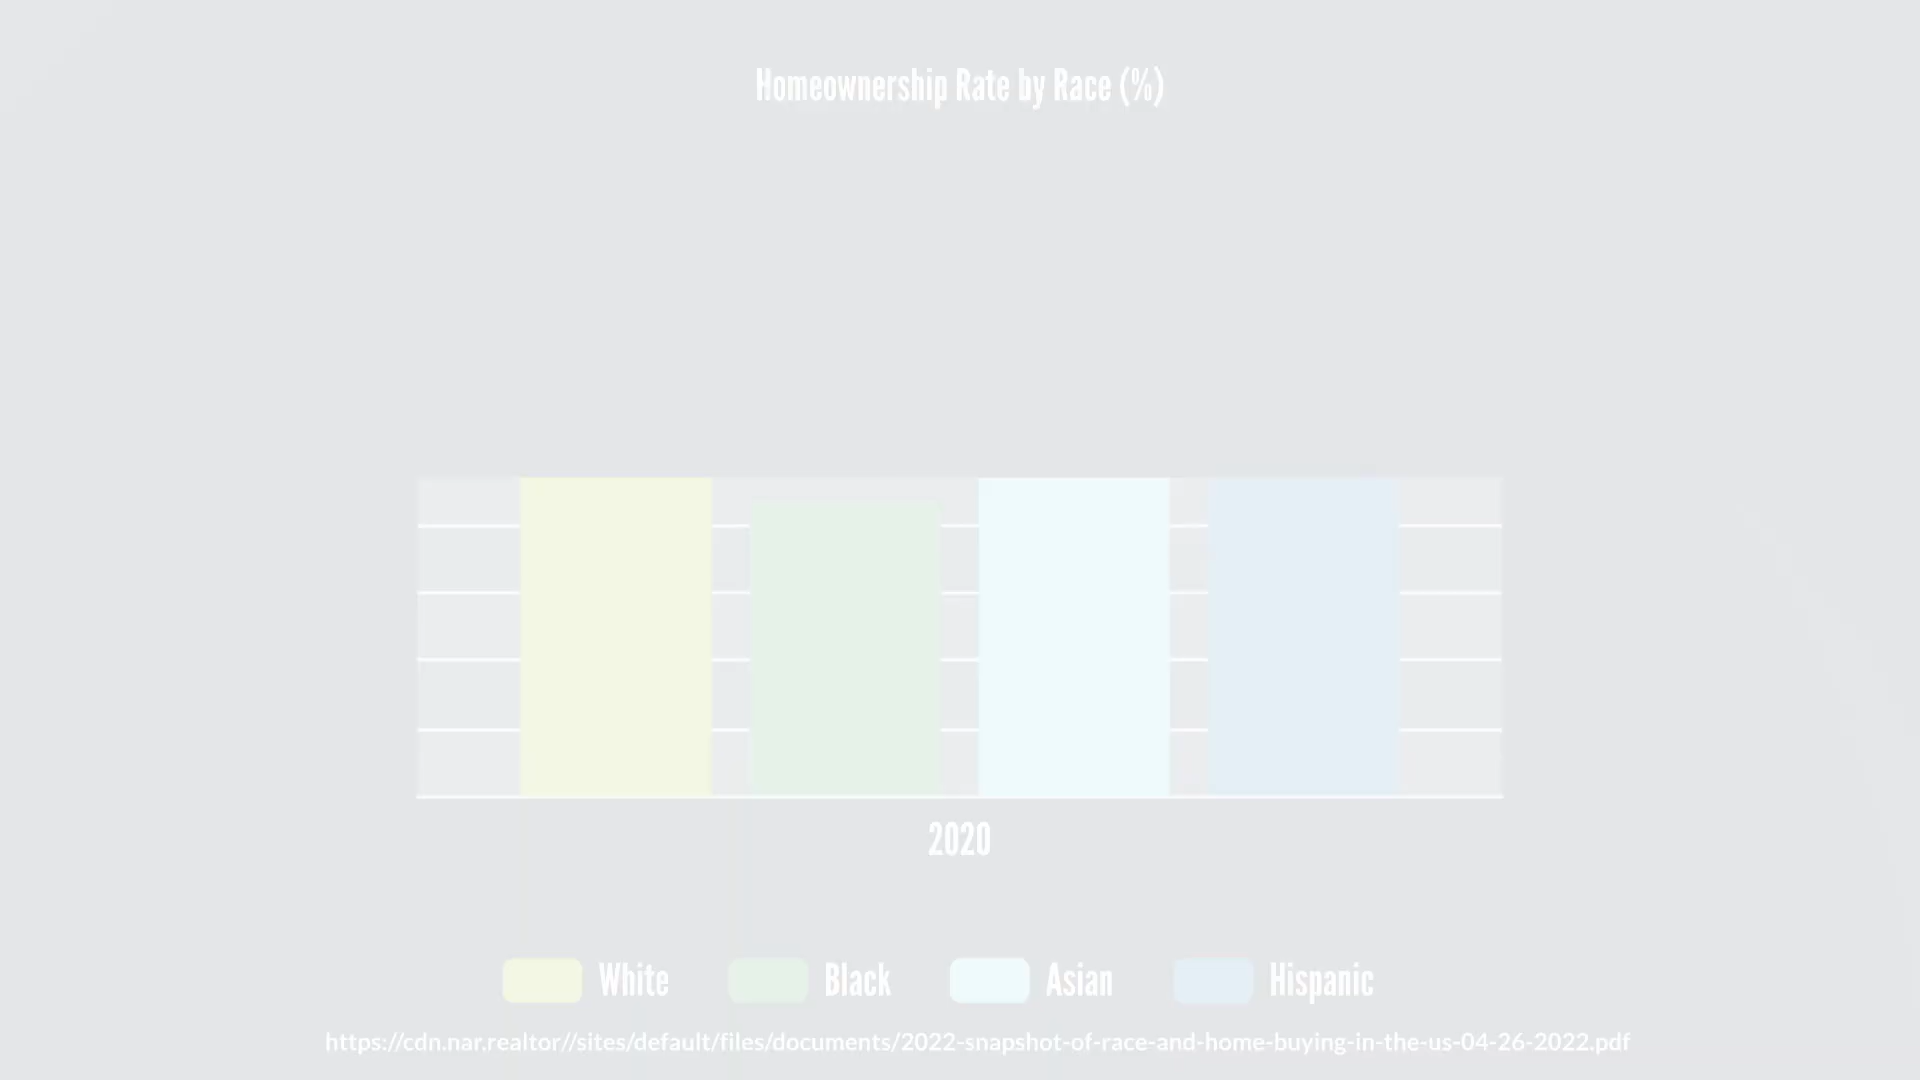 Homeownership Rate by Race (%)
2020
White Black Asian Hispanic
https://cdn.nar.realtor//sites/default/files/documents/2022-snapshot-of-race-and-home-buying-in-the-us-04-26-2022.pdf